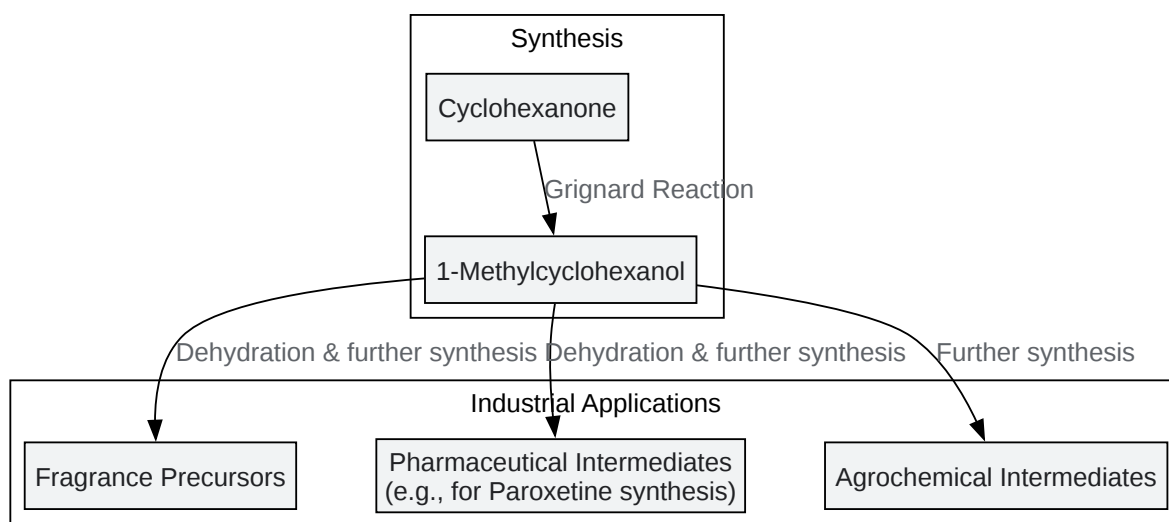 Synthesis
Cyclohexanone
Grignard Reaction
1-Methylcyclohexanol
Dehydration & further synthesis
Dehydration & further synthesis
Further synthesis
Industrial Applications
Fragrance Precursors
Pharmaceutical Intermediates
(e.g., for Paroxetine synthesis)
Agrochemical Intermediates